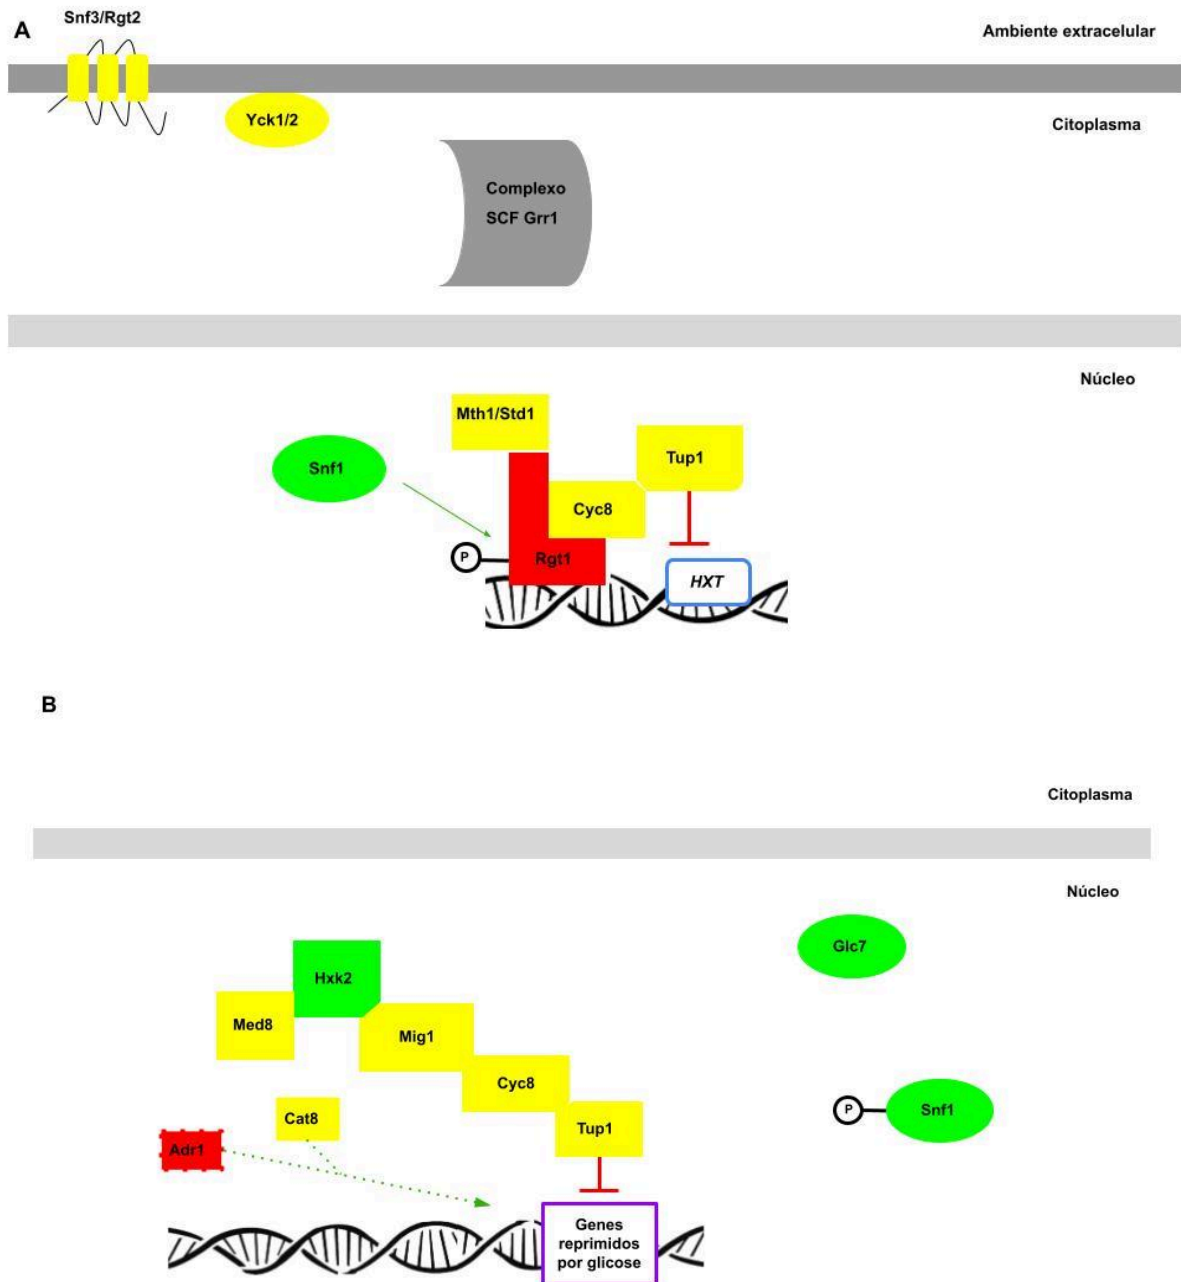 Snf3/Rgt2
A
Ambiente extracelular
Yck1/2
Citoplasma
Complexo
SCF Grr1
Núcleo
Mth1/Std1
Snf1
Tup1
Cyc8
P
Rgt1
HXT
B
Citoplasma
Núcleo
Glc7
Hxk2
Med8
Mig1
Cyc8
Cat8
P
Snf1
Tup1
Adr1
Genes
reprimidos
por glicose